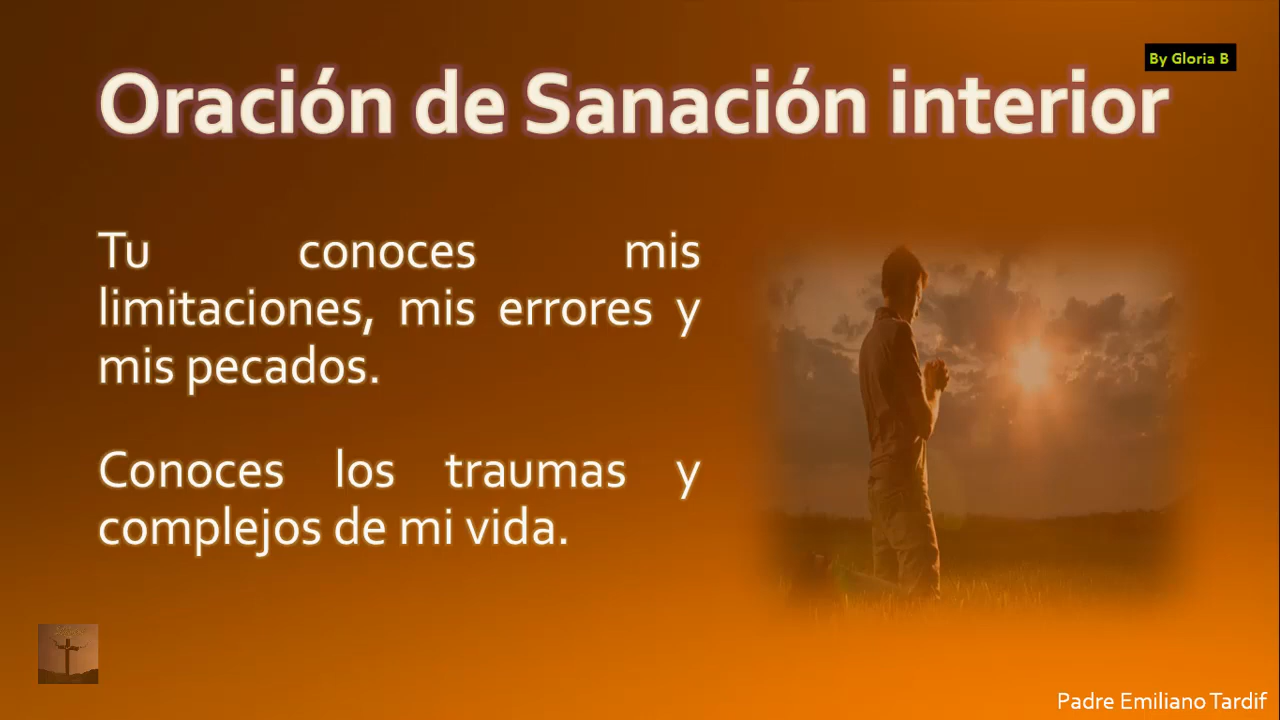 By Gloria B
Oración de Sanación interior
Tu conoces mis
limitaciones, mis errores y
mis pecados.
Conoces los traumas y
complejos de mi vida.
Padre Emiliano Tardif